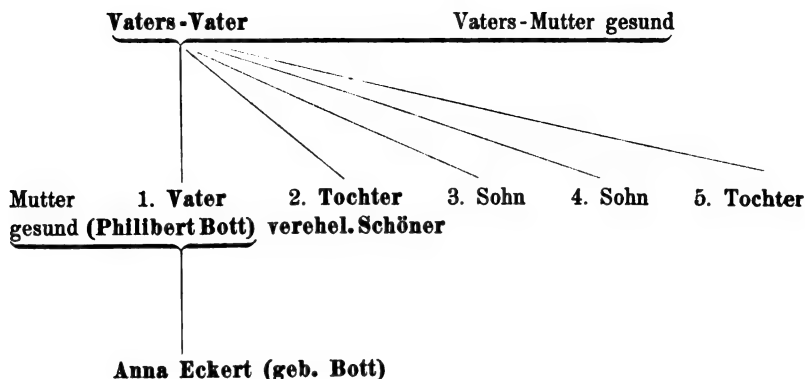 Vaters-Vater Vaters-Mutter gesund
Mutter 1. Vater 2. Tochter 3. Sohn 4. Sohn 5. Tochter
gesund (Philibert Bott) verehel. Schöner
Anna Eckert (geb. Bott)